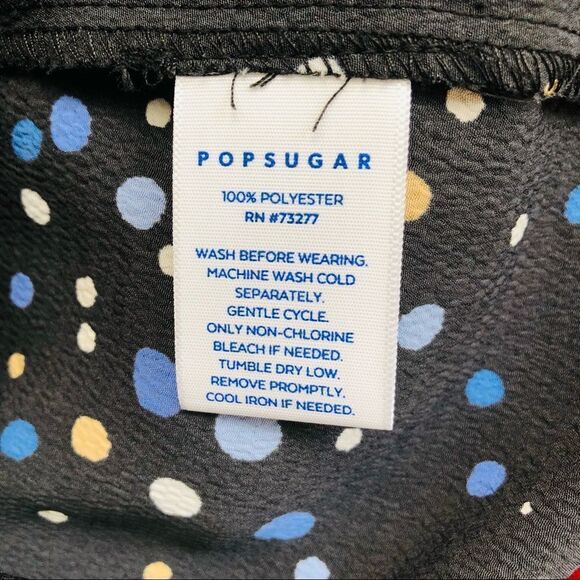 POPSUGAR
100% POLYESTER
RN #73277
WASH BEFORE WEARING.
MACHINE WASH COLD
SEPARATELY.
GENTLE CYCLE.
ONLY NON-CHLORINE
BLEACH IF NEEDED.
TUMBLE DRY LOW.
REMOVE PROMPTLY.
COOL IRON IF NEEDED.